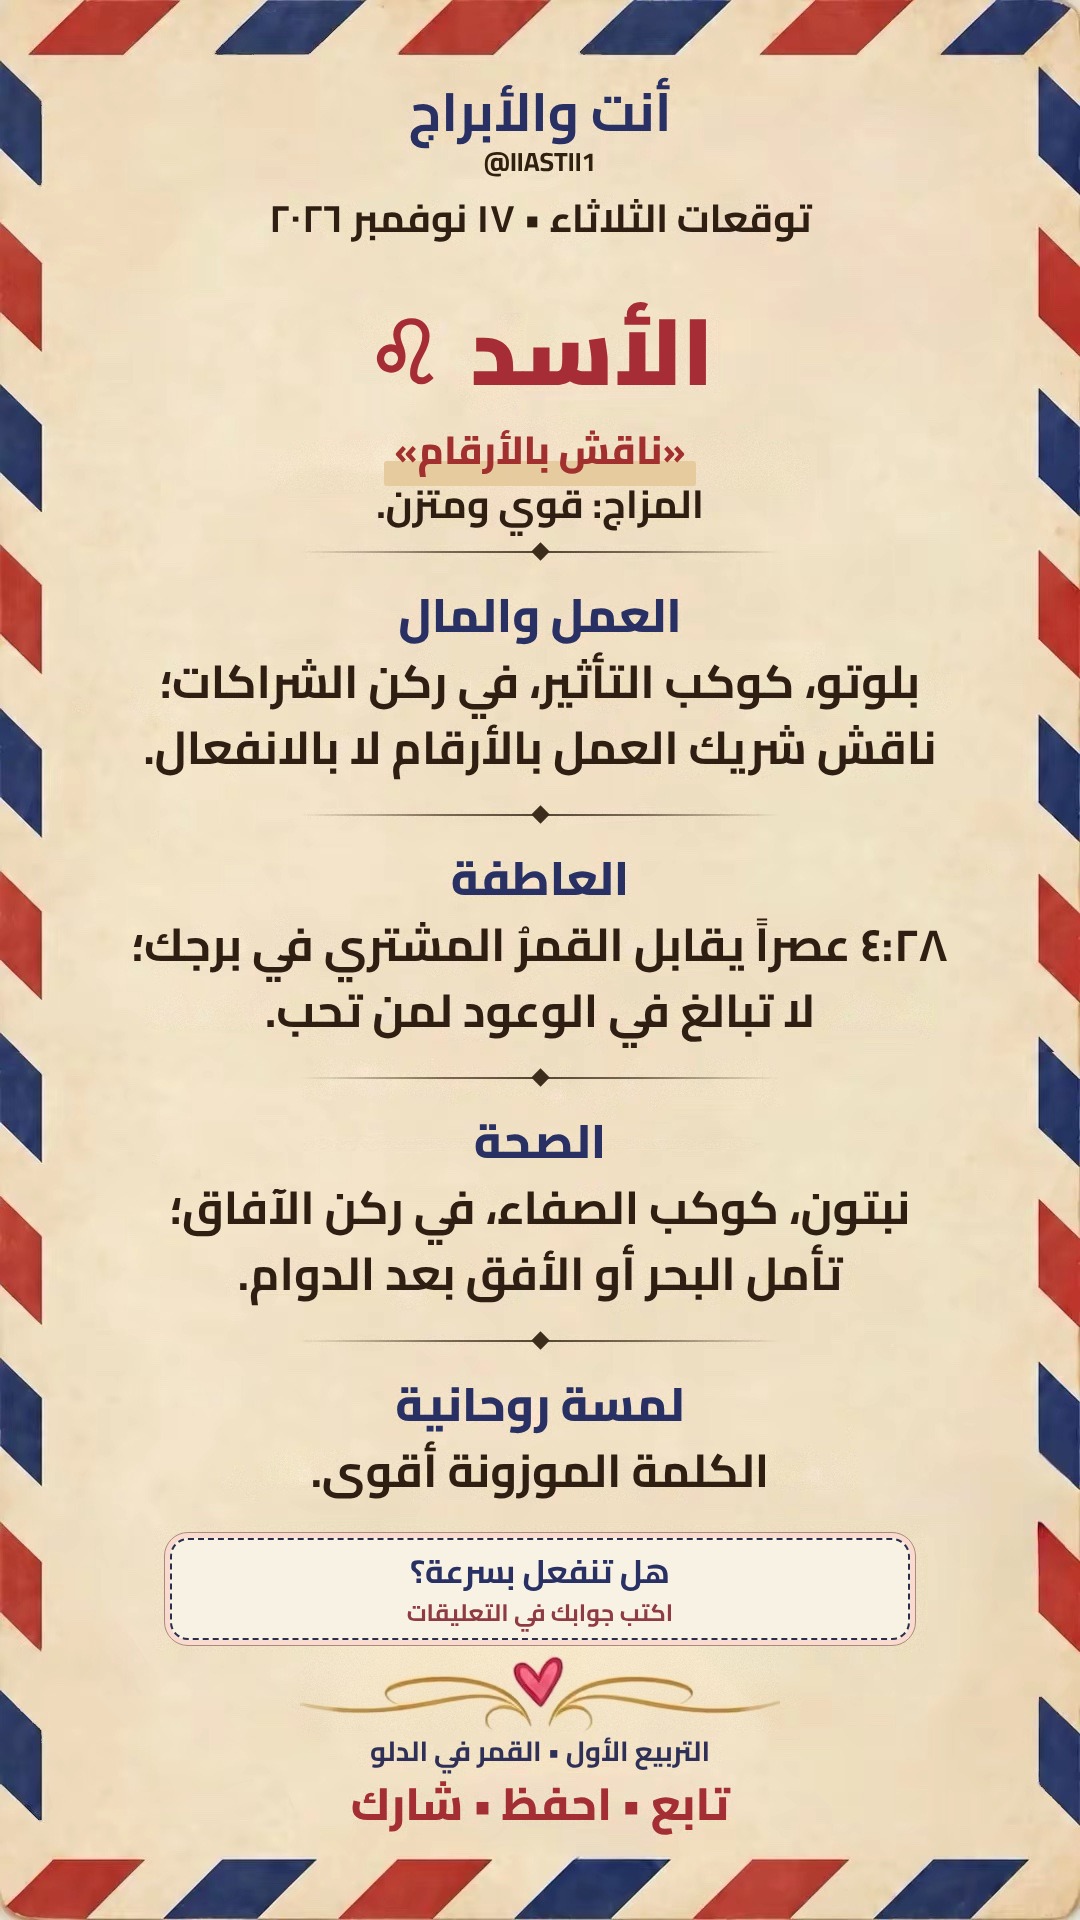 أنت والأبراج
@IIASTII1
توقعات الثلاثاء ▪ ١٧ نوفمبر ٢٠٢٦
الأسد ♌
«ناقش بالأرقام»
المزاج: قوي ومتزن.
العمل والمال
بلوتو، كوكب التأثير، في ركن الشراكات؛
ناقش شريك العمل بالأرقام لا بالانفعال.
العاطفة
٤:٢٨ عصراً يقابل القمرُ المشتري في برجك؛
لا تبالغ في الوعود لمن تحب.
الصحة
نبتون، كوكب الصفاء، في ركن الآفاق؛
تأمل البحر أو الأفق بعد الدوام.
لمسة روحانية
الكلمة الموزونة أقوى.
هل تنفعل بسرعة؟
اكتب جوابك في التعليقات
التربيع الأول ▪ القمر في الدلو
تابع ▪ احفظ ▪ شارك